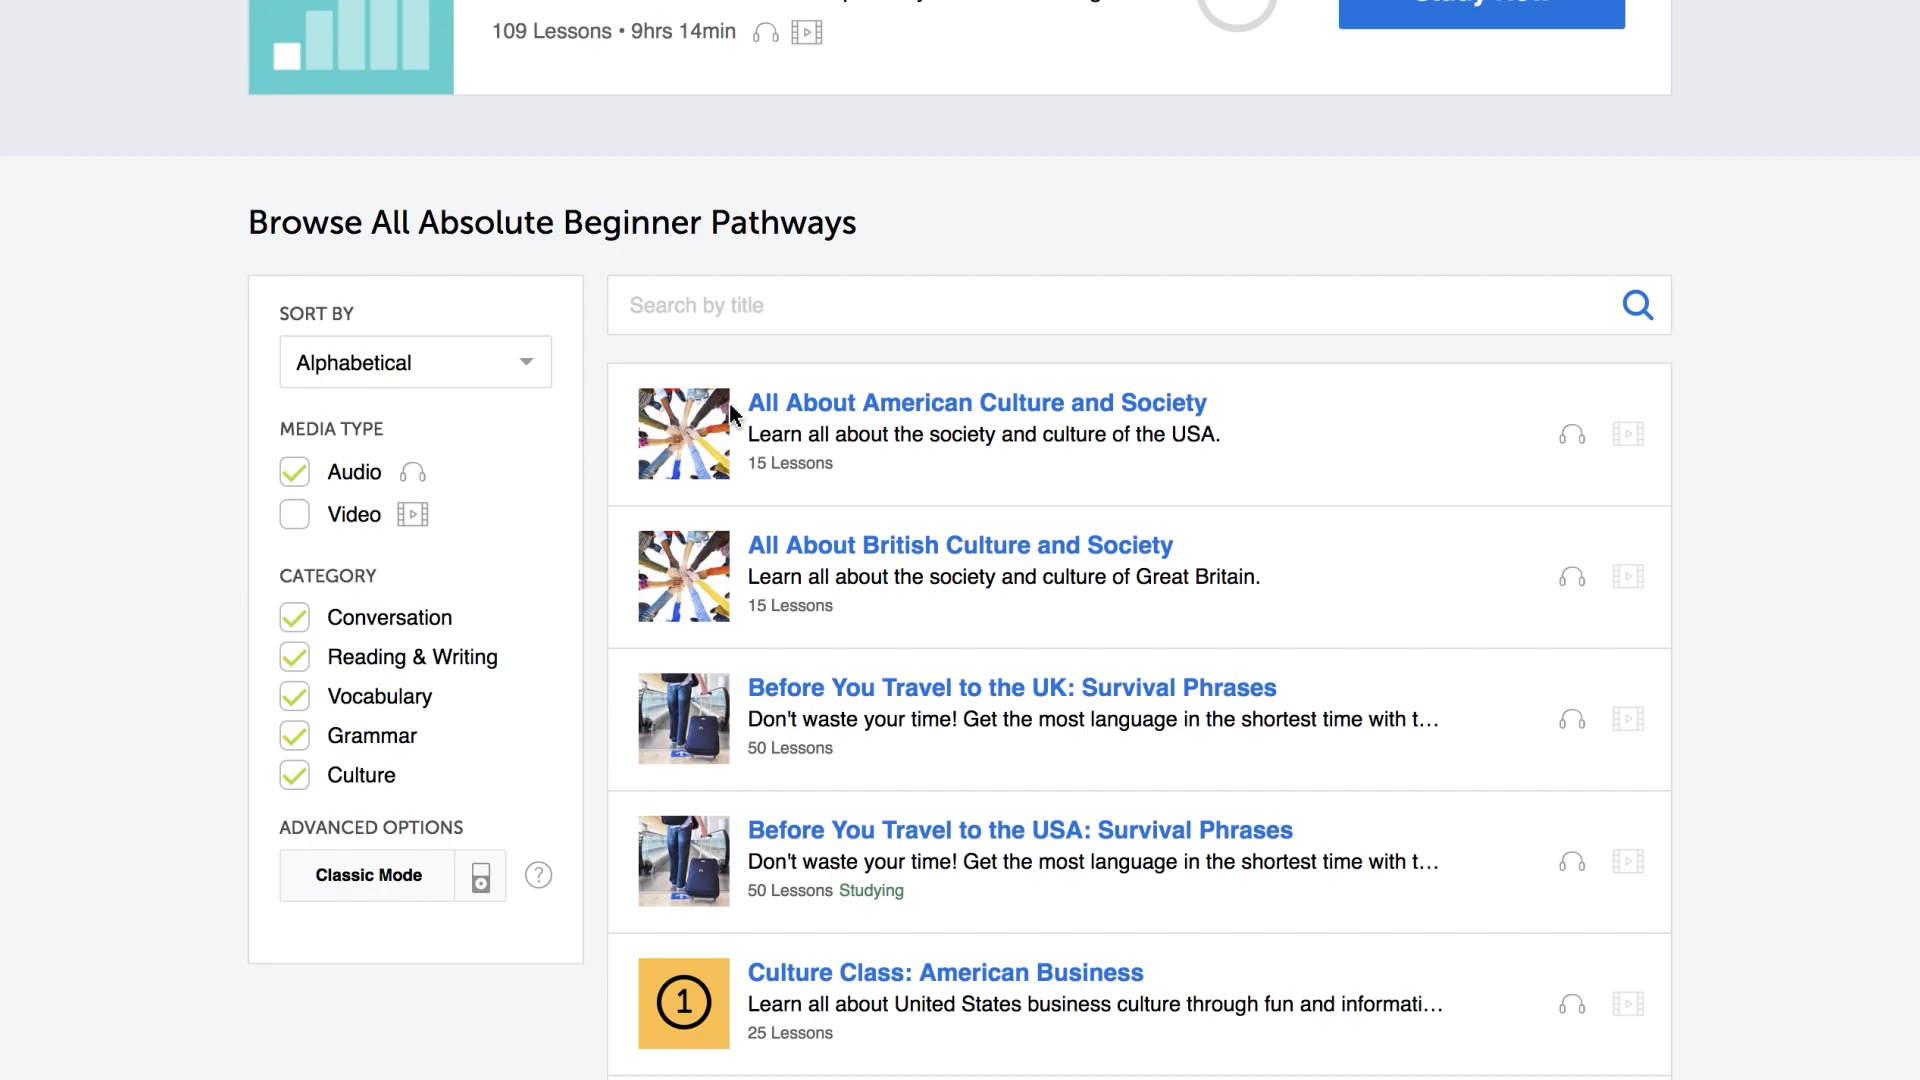 109 Lessons • 9hrs 14min
Browse All Absolute Beginner Pathways
SORT BY
Alphabetical
MEDIA TYPE
Audio
Video
CATEGORY
Conversation
Reading & Writing
Vocabulary
Grammar
Culture
ADVANCED OPTIONS
Classic Mode
?
Search by title
All About American Culture and Society
Learn all about the society and culture of the USA.
15 Lessons
All About British Culture and Society
Learn all about the society and culture of Great Britain.
15 Lessons
Before You Travel to the UK: Survival Phrases
Don't waste your time! Get the most language in the shortest time with t...
50 Lessons
Before You Travel to the USA: Survival Phrases
Don't waste your time! Get the most language in the shortest time with t...
50 Lessons Studying
1
Culture Class: American Business
Learn all about United States business culture through fun and informati...
25 Lessons